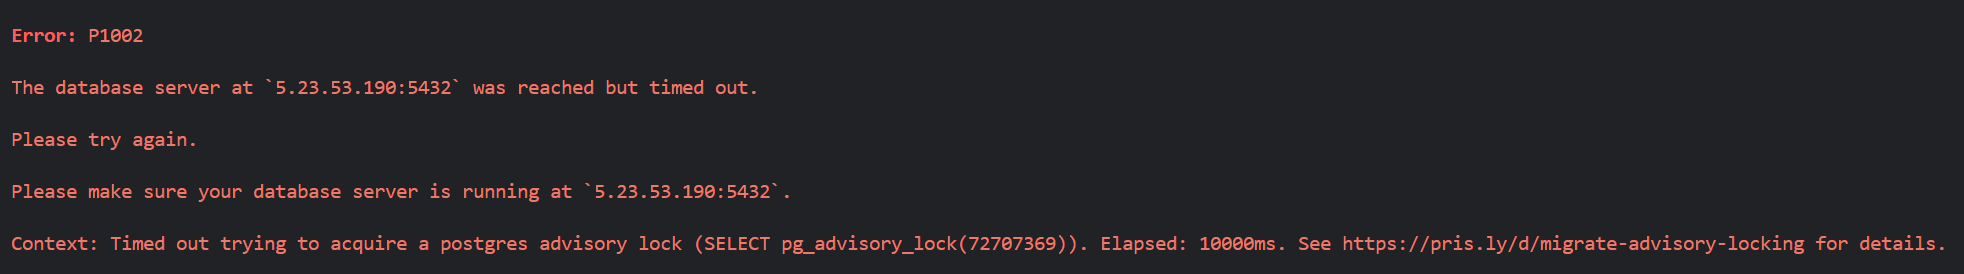 Error: P1002
The database server at `5.23.53.190:5432` was reached but timed out.
Please try again.
Please make sure your database server is running at `5.23.53.190:5432`.
Context: Timed out trying to acquire a postgres advisory lock (SELECT pg_advisory_lock(72707369)). Elapsed: 10000ms. See https://pris.ly/d/migrate-advisory-locking for details.